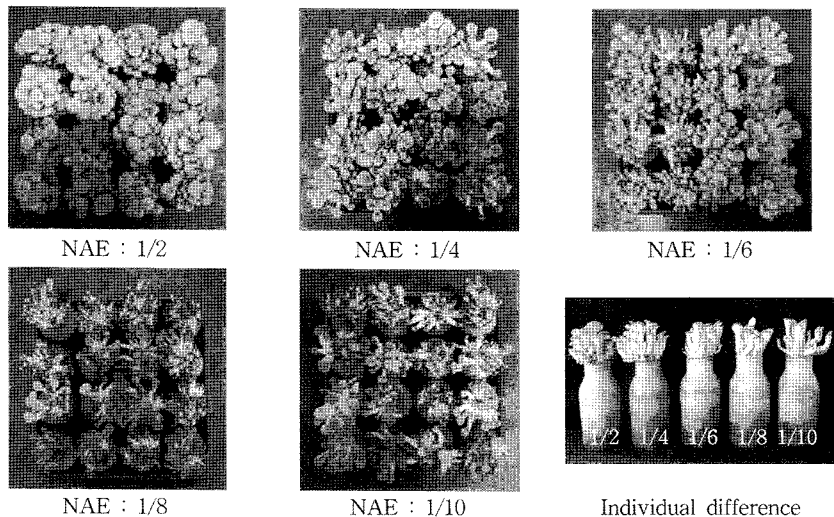 NAE : 1/2
NAE : 1/4
NAE : 1/6
NAE : 1/8
NAE : 1/10
1/2 1/4 1/6 1/8 1/10
Individual difference